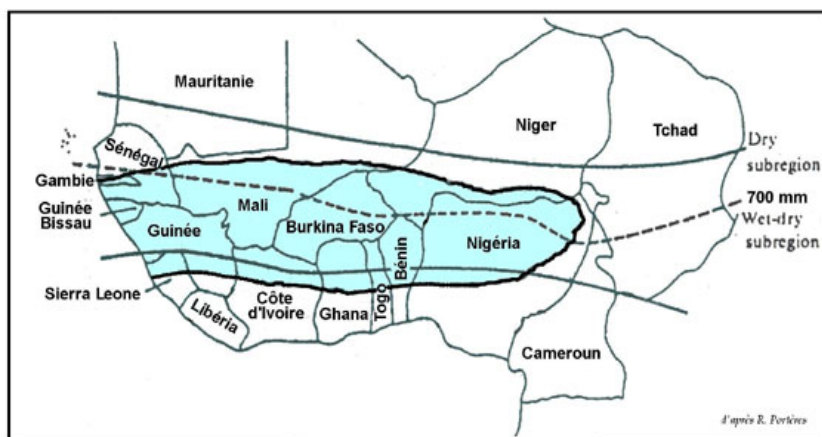 Mauritanie
Niger
Tchad
Dry
subregion
Sénégal
Gambie
Guinée
Bissau
Mali
700 mm
Wet-dry
subregion
Guinée
Burkina Faso
Bénin
Nigéria
Sierra Leone
Libéria
Côte
d'Ivoire
Ghana
Togo
Cameroun
d'après R. Portères